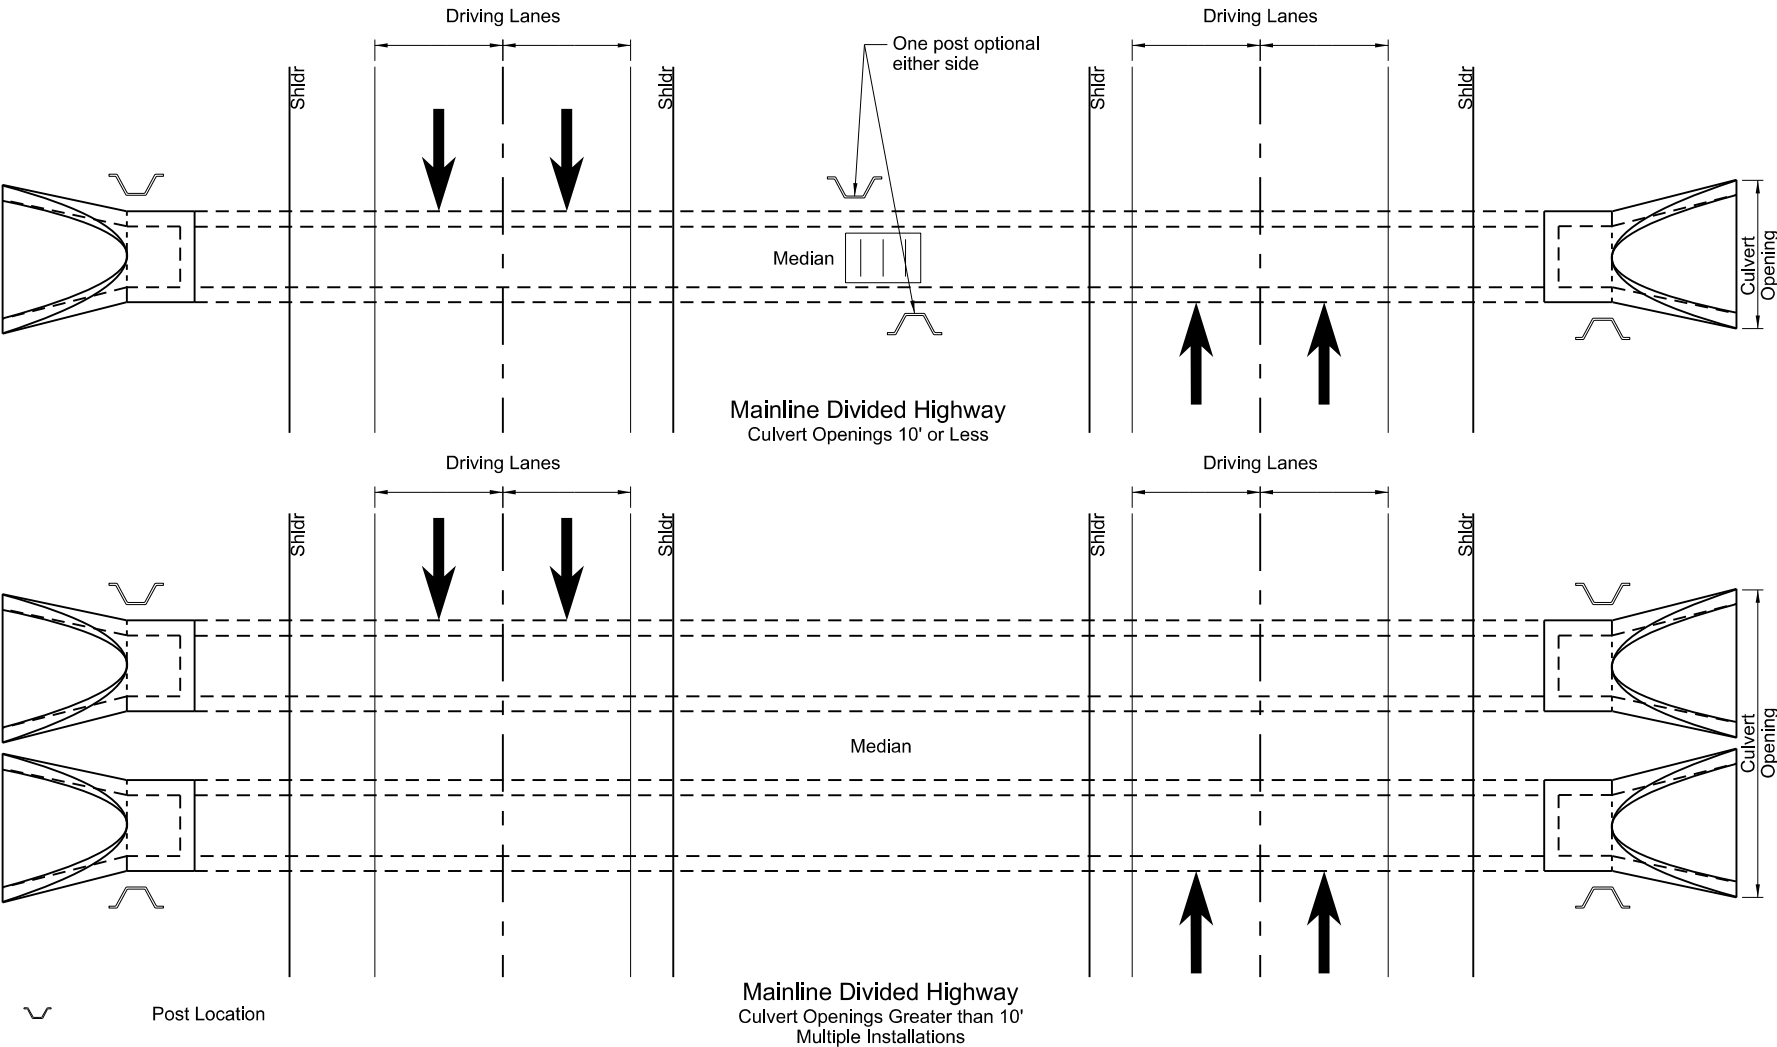 Driving Lanes
Driving Lanes
One post optional
either side
Shldr
Shldr
Shldr
Shldr
Median
Culvert
Opening
Mainline Divided Highway
Culvert Openings 10' or Less
Driving Lanes
Driving Lanes
Shldr
Shldr
Shldr
Shldr
Median
Culvert
Opening
Mainline Divided Highway
Culvert Openings Greater than 10'
Multiple Installations
Post Location